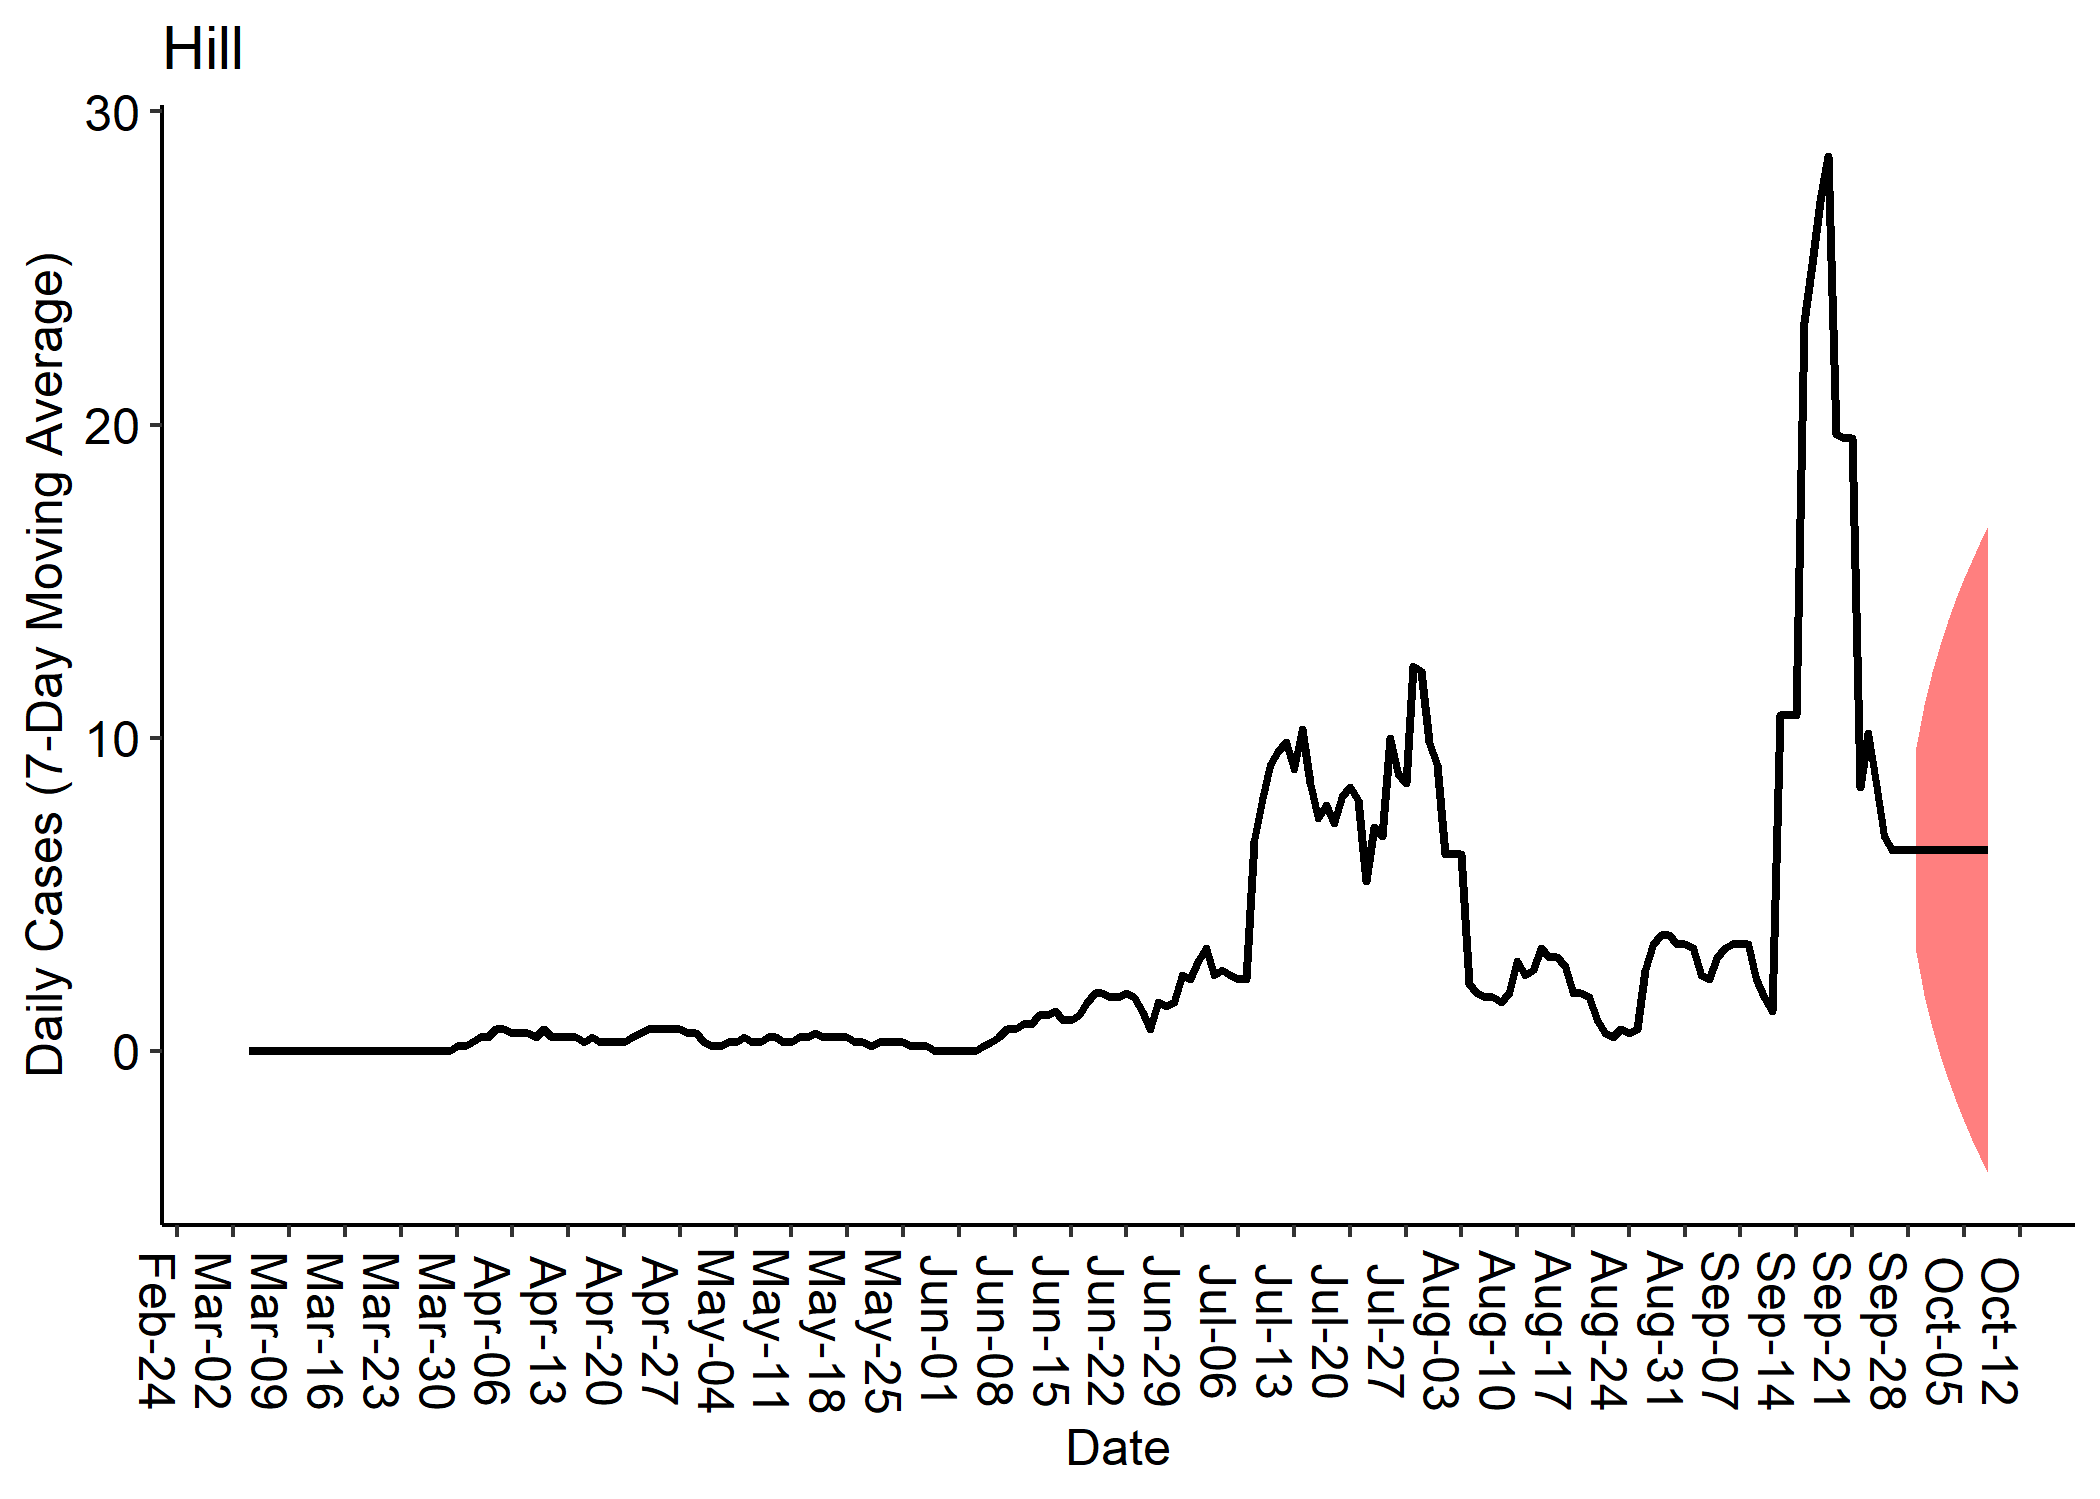 Hill
30
20
10
0
Daily Cases (7-Day Moving Average)
Feb-24
Mar-02
Mar-09
Mar-16
Mar-23
Mar-30
Apr-06
Apr-13
Apr-20
Apr-27
May-04
May-11
May-18
May-25
Jun-01
Jun-08
Jun-15
Jun-22
Jun-29
Jul-06
Jul-13
Jul-20
Jul-27
Aug-03
Aug-10
Aug-17
Aug-24
Aug-31
Sep-07
Sep-14
Sep-21
Sep-28
Oct-05
Oct-12
Date